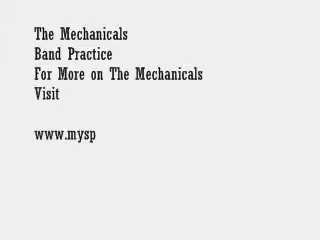 The Mechanicals
Band Practice
For More on The Mechanicals
Visit
www.mysp